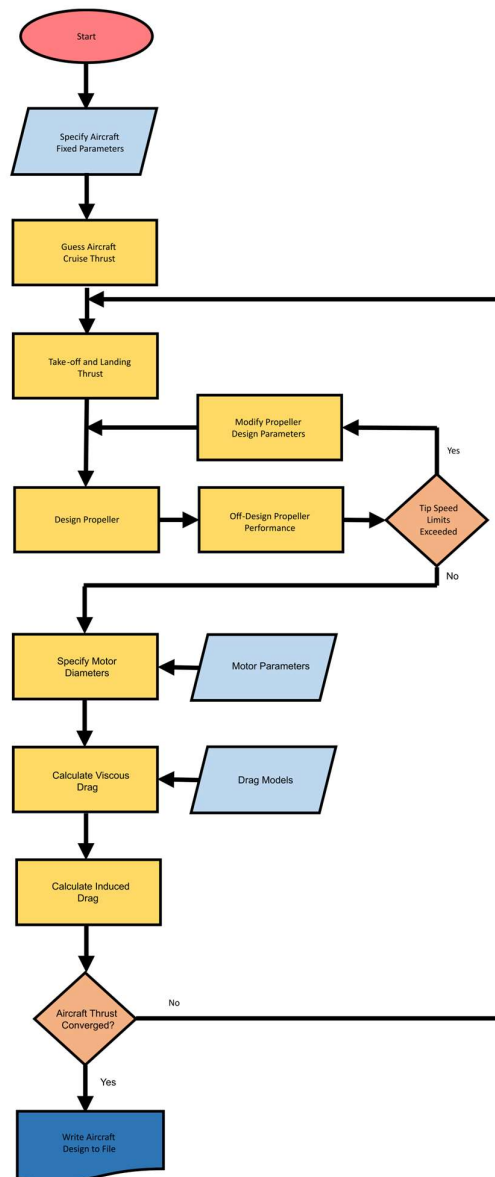 Start
Specify Aircraft
Fixed Parameters
Guess Aircraft
Cruise Thrust
Take-off and Landing
Thrust
Modify Propeller
Design Parameters
Yes
Design Propeller
Off-Design Propeller
Performance
Tip Speed
Limits
Exceeded
No
Specify Motor
Diameters
Motor Parameters
Calculate Viscous
Drag
Drag Models
Calculate Induced
Drag
Aircraft Thrust
Converged?
No
Yes
Write Aircraft
Design to File